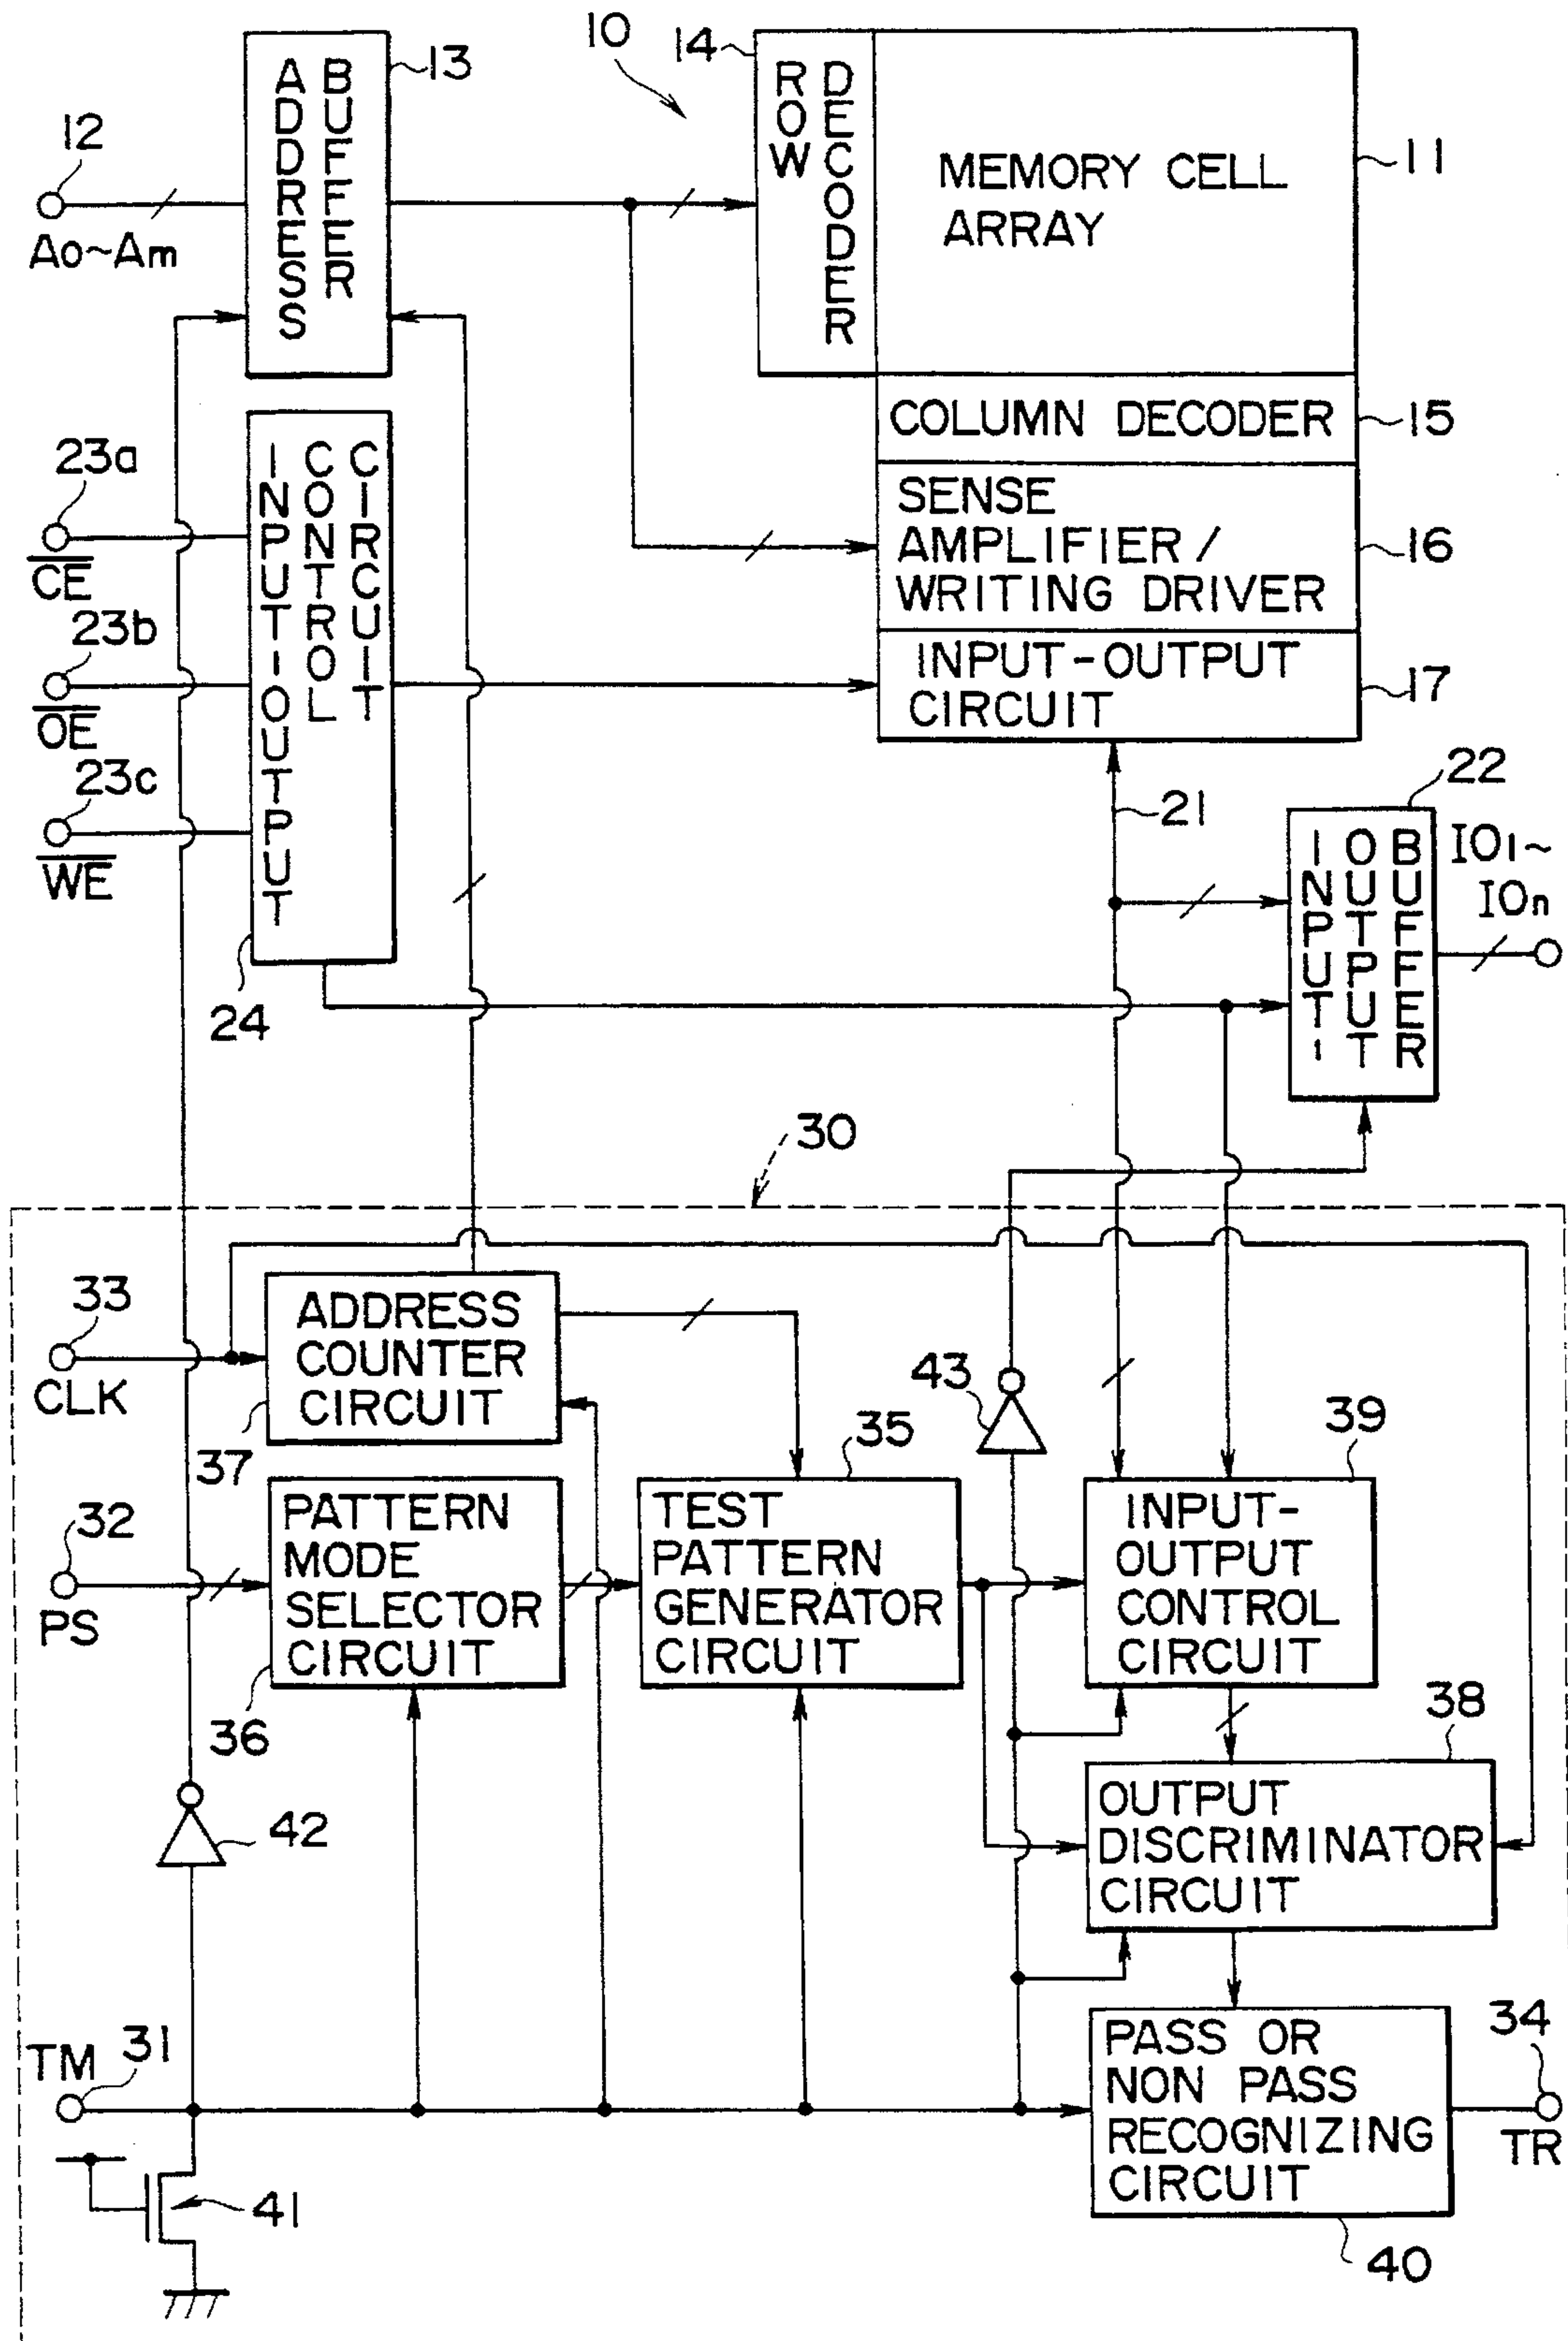 10
14
13
12
A0~Am
ADDRESS
BUFFER
ROW
DECODER
MEMORY CELL
ARRAY
11
COLUMN DECODER
15
SENSE
AMPLIFIER/
WRITING DRIVER
16
INPUT-OUTPUT
CIRCUIT
17
23a
CE
23b
OE
23c
WE
INPUT-OUTPUT
CONTROL
CIRCUIT
24
21
22
INPUT-
OUTPUT
BUFFER
IO1~
IOn
30
33
CLK
ADDRESS
COUNTER
CIRCUIT
37
43
35
39
32
PS
PATTERN
MODE
SELECTOR
CIRCUIT
36
TEST
PATTERN
GENERATOR
CIRCUIT
INPUT-
OUTPUT
CONTROL
CIRCUIT
38
42
OUTPUT
DISCRIMINATOR
CIRCUIT
TM
31
PASS OR
NON PASS
RECOGNIZING
CIRCUIT
34
TR
41
40